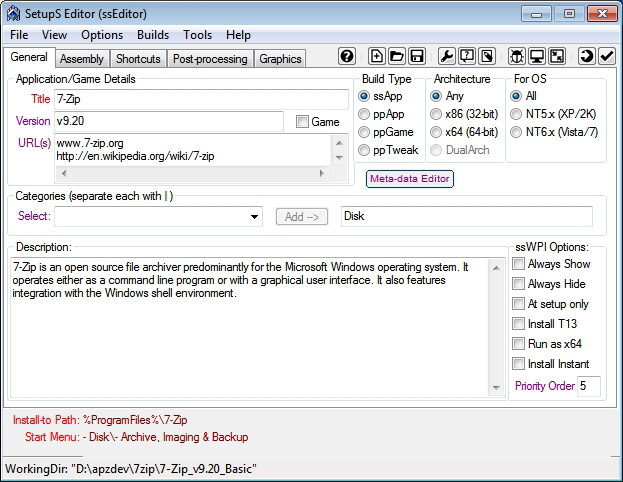 SetupS Editor (ssEditor)
File View Options Builds Tools Help
General Assembly Shortcuts Post-processing Graphics
Application/Game Details
Title 7-Zip
Version v9.20 Game
URL(s) www.7-zip.org
http://en.wikipedia.org/wiki/7-zip
Build Type
ssApp
ppApp
ppGame
ppTweak
Architecture
Any
x86 (32-bit)
x64 (64-bit)
DualArch
For OS
All
NT5.x (XP/2K)
NT6.x (Vista/7)
Meta-data Editor
Categories (separate each with | )
Select: Add --> Disk
Description:
7-Zip is an open source file archiver predominantly for the Microsoft Windows operating system. It
operates either as a command line program or with a graphical user interface. It also features
integration with the Windows shell environment.
ssWPI Options:
Always Show
Always Hide
At setup only
Install T13
Run as x64
Install Instant
Priority Order 5
Install-to Path: %ProgramFiles%\7-Zip
Start Menu: - Disk\- Archive, Imaging & Backup
WorkingDir: "D:\apzdev\7zip\7-Zip_v9.20_Basic"